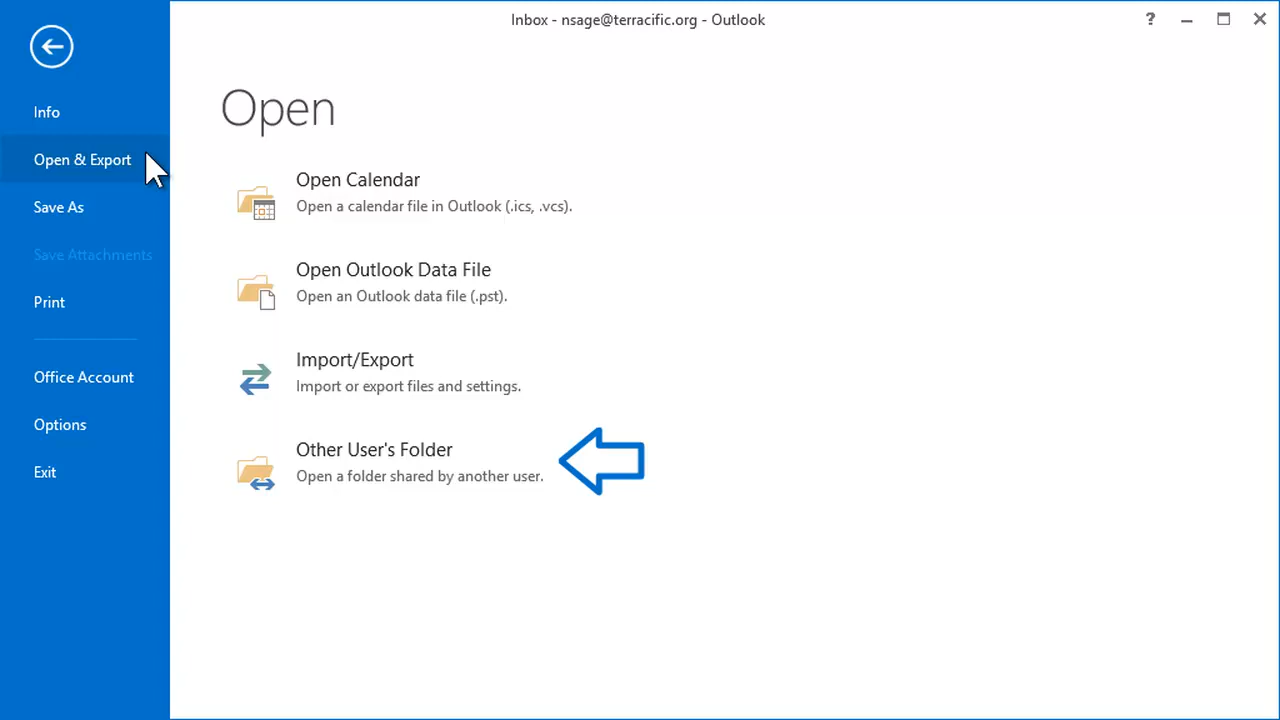 Inbox - nsage@terracific.org - Outlook
?
Info
Open & Export
Save As
Save Attachments
Print
Office Account
Options
Exit
Open
Open Calendar
Open a calendar file in Outlook (.ics, .vcs).
Open Outlook Data File
Open an Outlook data file (.pst).
Import/Export
Import or export files and settings.
Other User's Folder
Open a folder shared by another user.